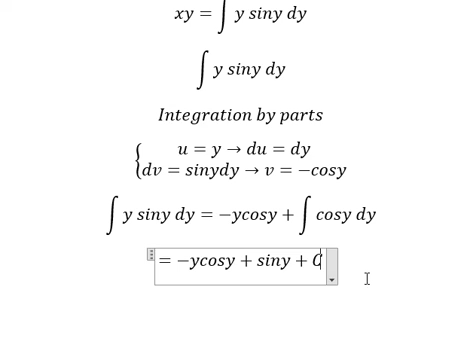 xy = ∫ y siny dy
∫ y siny dy
Integration by parts
{ u = y → du = dy
dv = sinydy → v = −cosy
∫ y siny dy = −ycosy + ∫ cosy dy
= −ycosy + siny + C